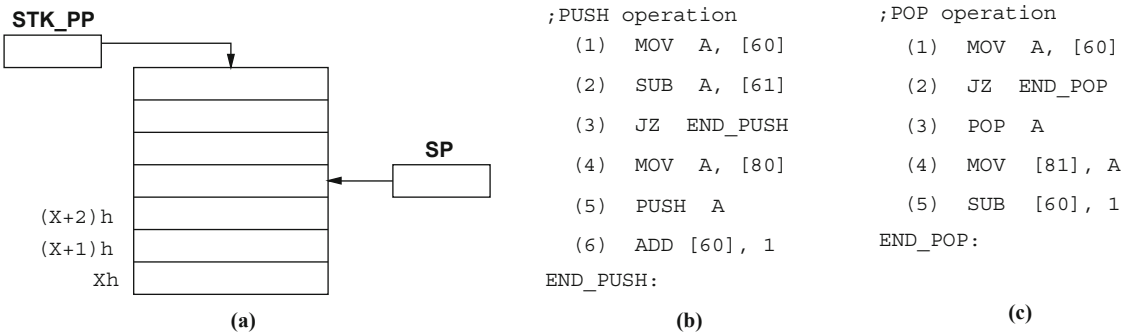 STK_PP
SP
(X+2)h
(X+1)h
Xh
(a)
;PUSH operation
(1) MOV A, [60]
(2) SUB A, [61]
(3) JZ END_PUSH
(4) MOV A, [80]
(5) PUSH A
(6) ADD [60], 1
END_PUSH:
(b)
;POP operation
(1) MOV A, [60]
(2) JZ END_POP
(3) POP A
(4) MOV [81], A
(5) SUB [60], 1
END_POP:
(c)